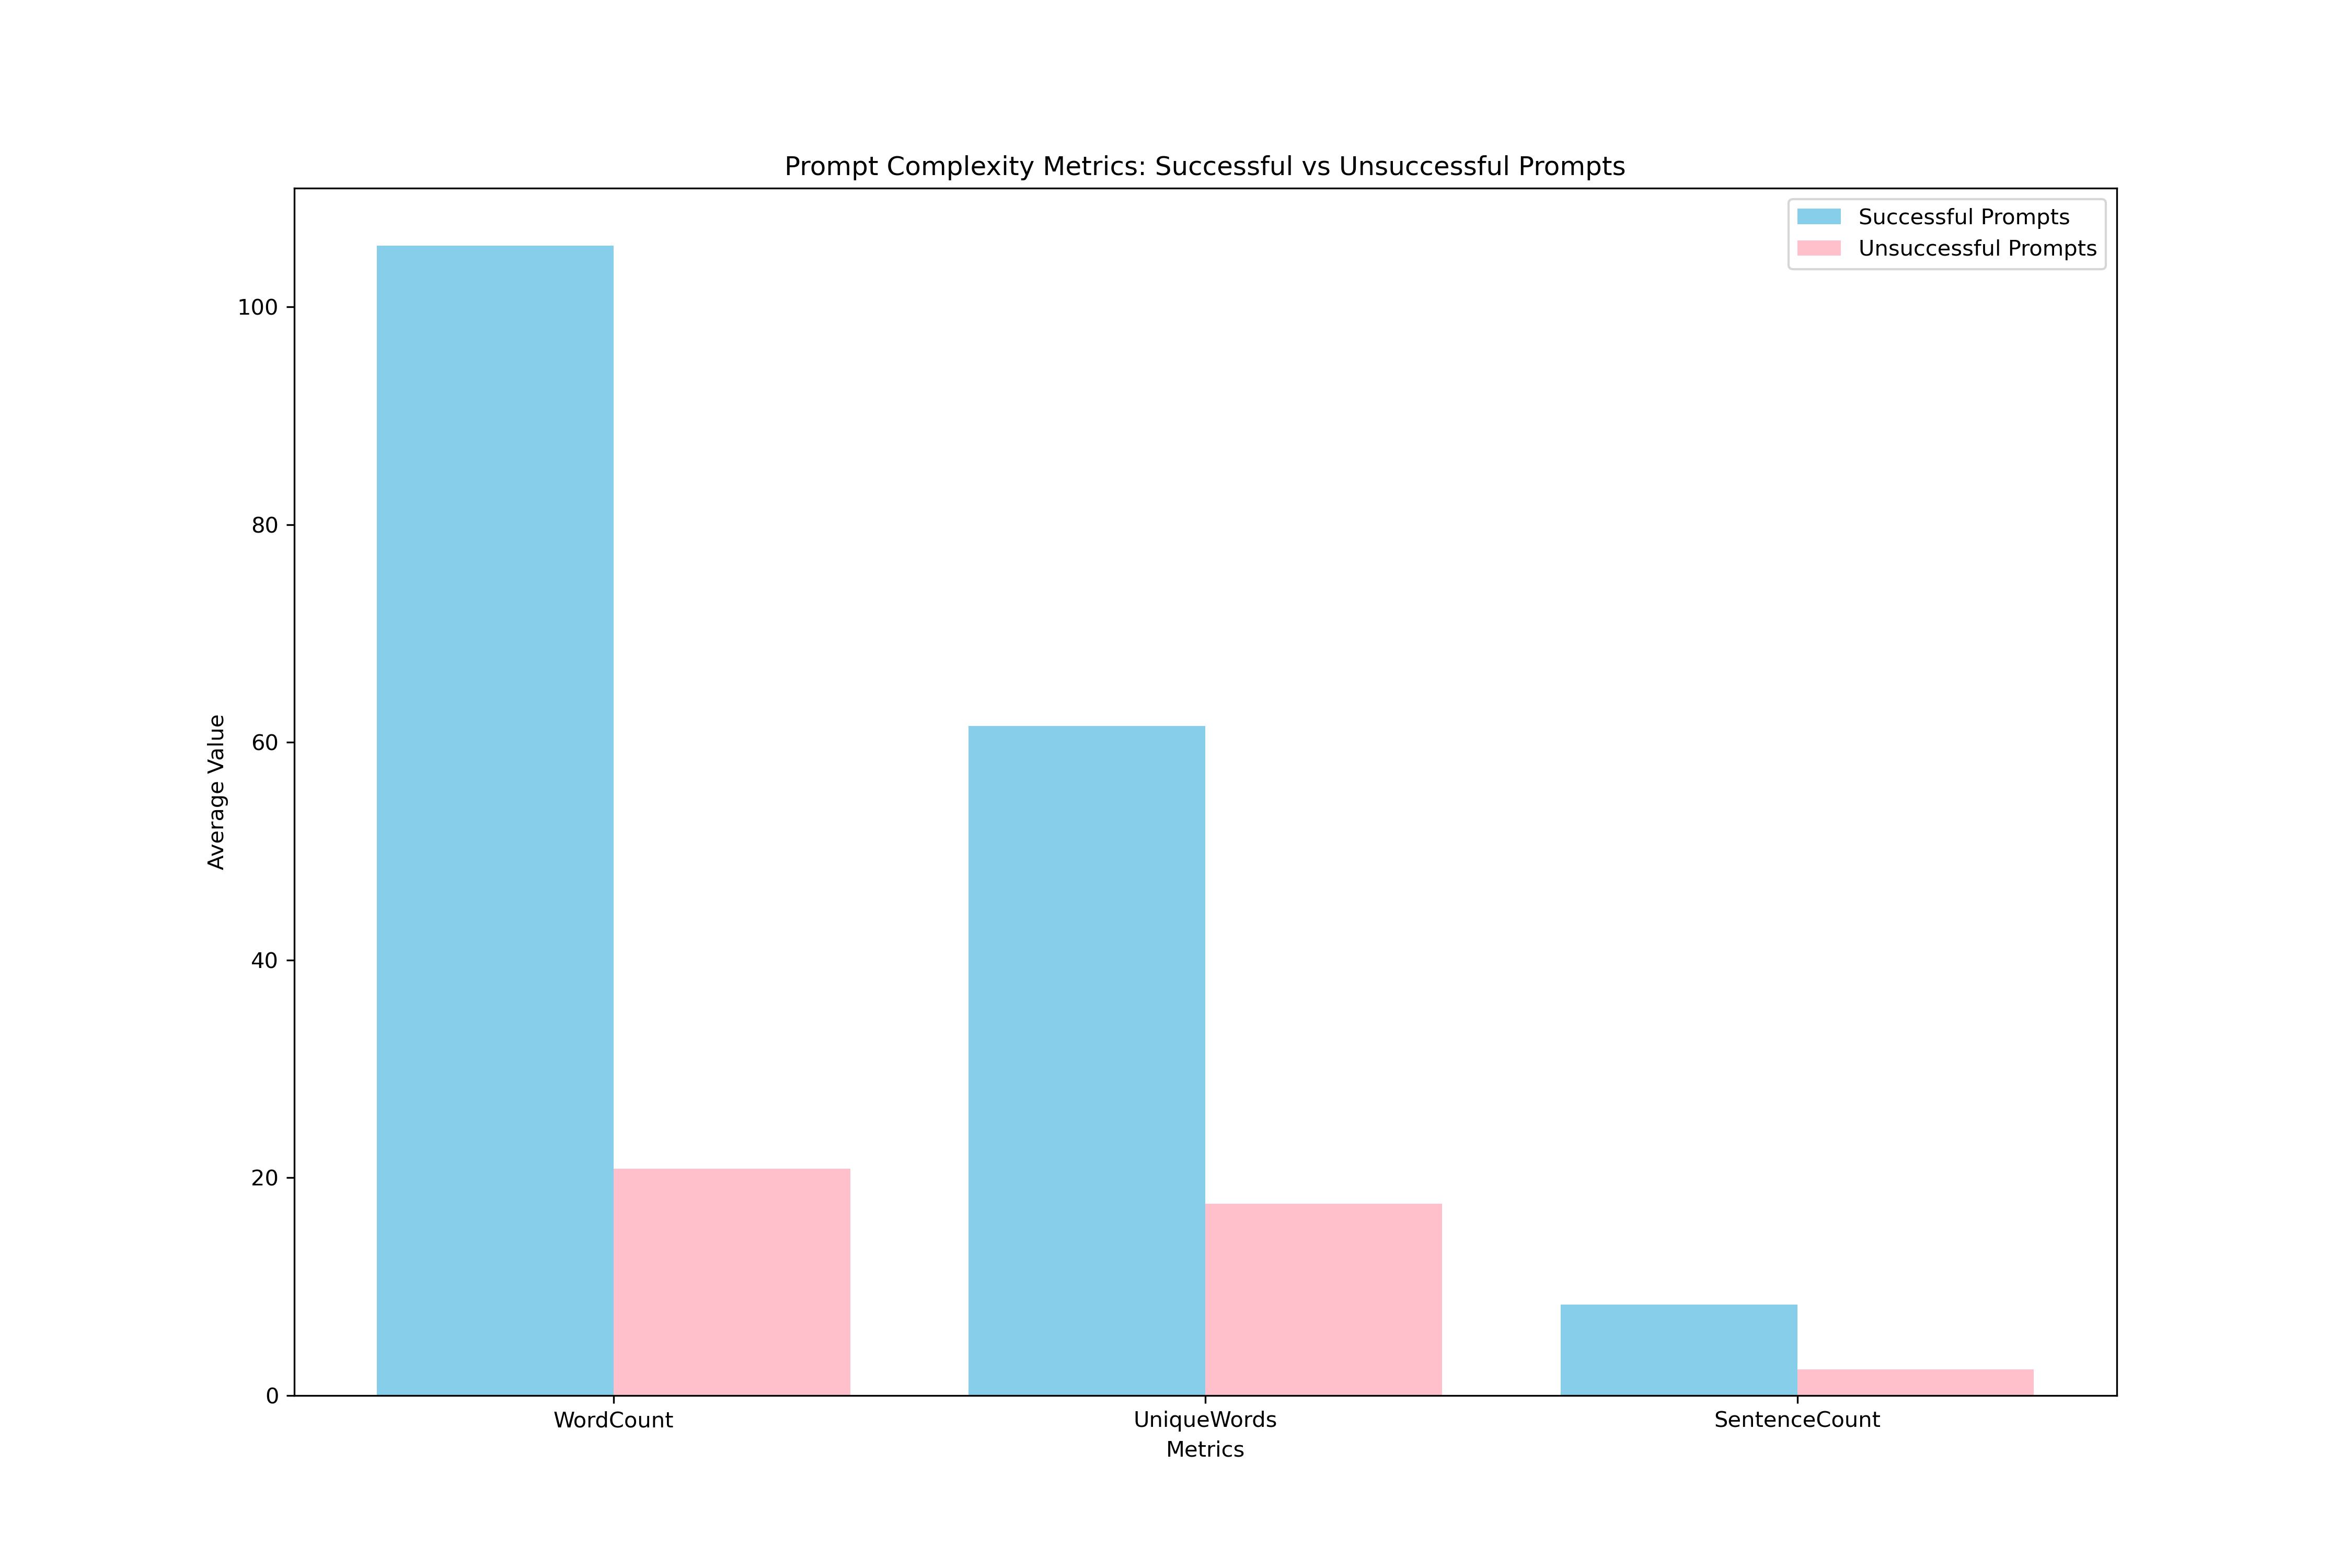 Prompt Complexity Metrics: Successful vs Unsuccessful Prompts
Successful Prompts
Unsuccessful Prompts
100
80
60
40
20
0
Average Value
WordCount
UniqueWords
SentenceCount
Metrics